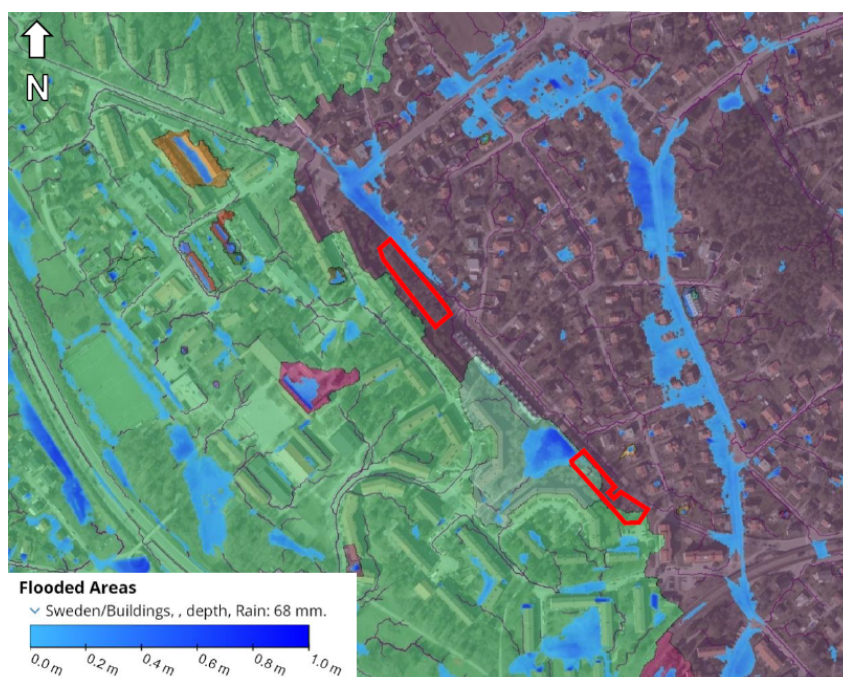 N
Flooded Areas
Sweden/Buildings, , depth, Rain: 68 mm.
0.0 m 0.2 m 0.4 m 0.6 m 0.8 m 1.0 m